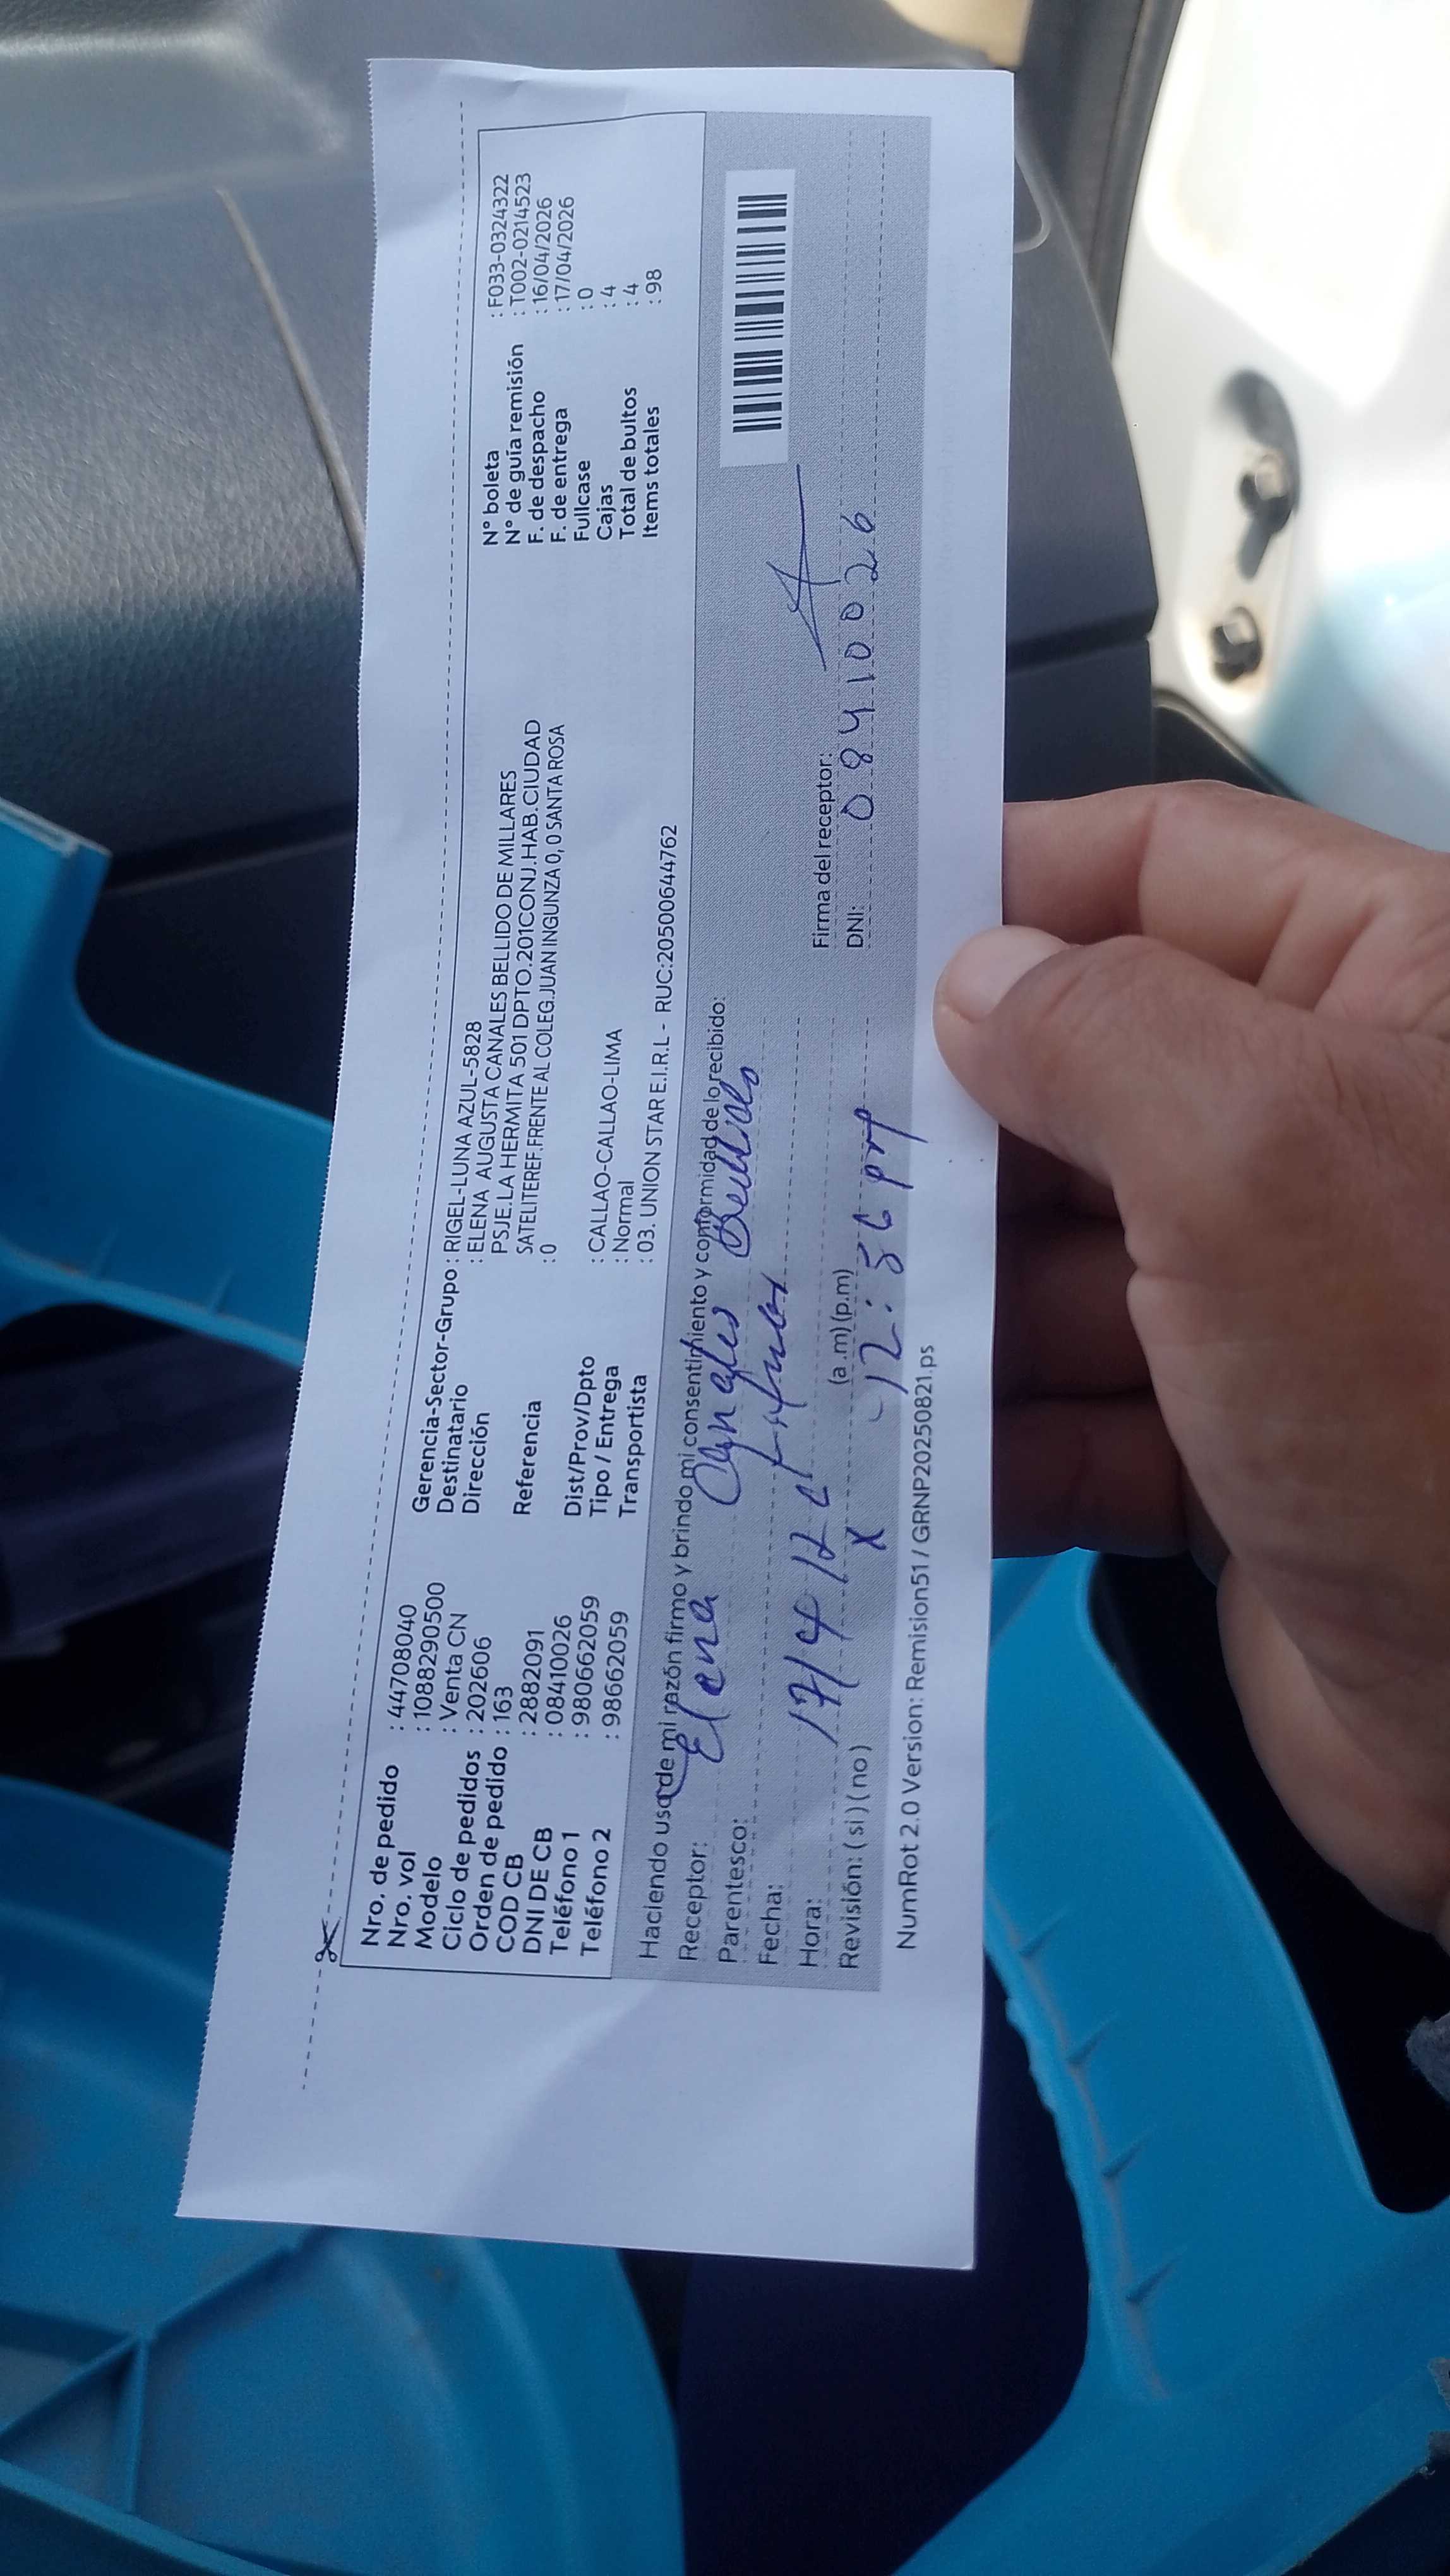 Nro. de pedido : 44708040
Nro. vol : 1088290500
Modelo : Venta CN
Ciclo de pedidos : 202606
Orden de pedido : 163
COD CB : 2882091
DNI DE CB : 08410026
Teléfono 1 : 980662059
Teléfono 2 : 98662059
Gerencia-Sector-Grupo : RIGEL-LUNA AZUL-5828
Destinatario : ELENA AUGUSTA CANALES BELLIDO DE MILLARES
Dirección PSJE.LA HERMITA 501 DPTO.201CONJ.HAB.CIUDAD
SATELITEREF.FRENTE AL COLEG.JUAN INGUNZA 0, 0 SANTA ROSA
Referencia : 0
Dist/Prov/Dpto : CALLAO-CALLAO-LIMA
Tipo / Entrega : Normal
Transportista : 03. UNION STAR E.I.R.L - RUC:20500644762
N° boleta : F033-0324322
N° de guía remisión : T002-0214523
F. de despacho : 16/04/2026
F. de entrega : 17/04/2026
Fullcase : 0
Cajas : 4
Total de bultos : 4
Items totales : 98
Haciendo uso de mi razón firmo y brindo mi consentimiento y conformidad de lo recibido:
Receptor: Elena Canales Bellido
Parentesco:
Fecha: 17/4/2
Hora: (a .m) (p.m) 12:36 pm
Revisión: ( si ) ( no ) x
Firma del receptor:
DNI: 08410026
NumRot 2.0 Version: Remision51 / GRNP20250821.ps